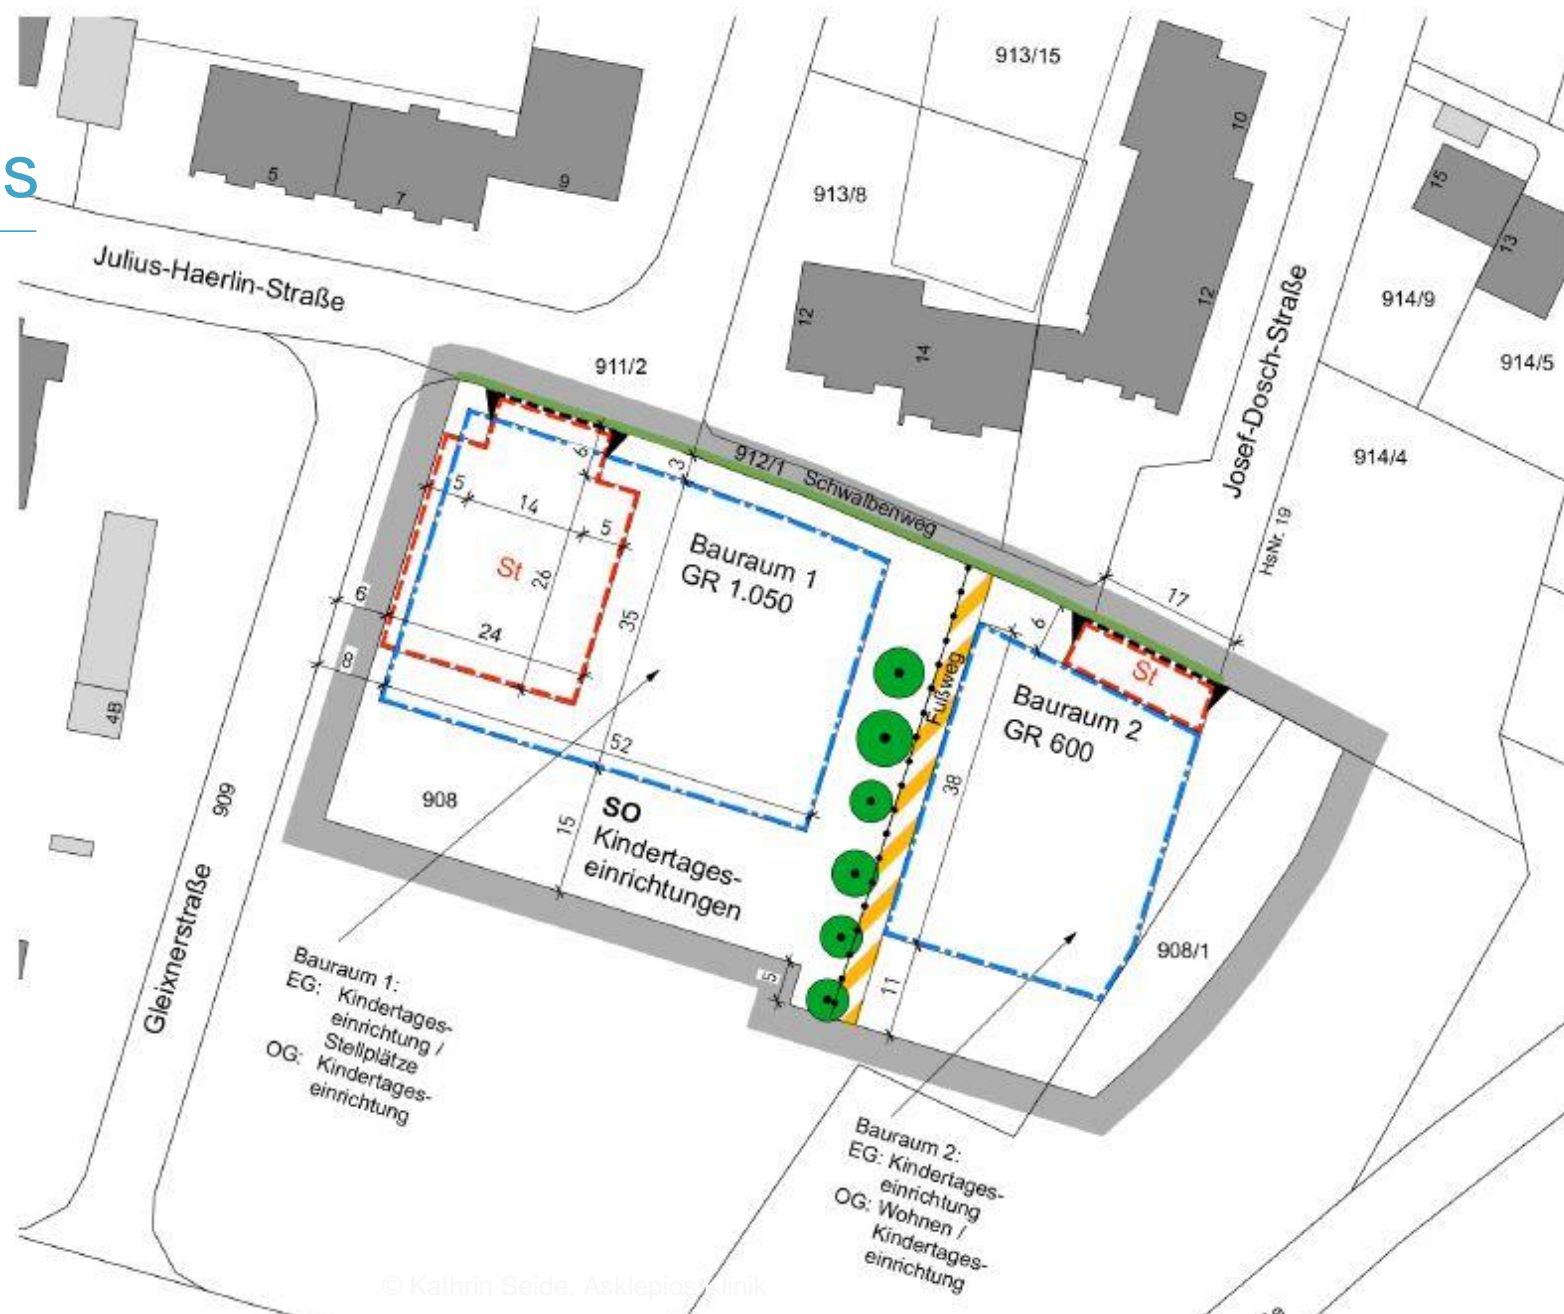 s
5
7
9
913/15
913/8
10
12
12
14
15
13
914/9
914/5
914/4
Julius-Haerlin-Straße
Josef-Dosch-Straße
HsNr. 19
911/2
912/1
Schwalbenweg
17
6
3
5
14
5
St
26
24
35
6
8
52
15
Bauraum 1
GR 1.050
Fußweg
6
St
Bauraum 2
GR 600
38
11
5
908
908/1
909
4B
SO
Kindertages-
einrichtungen
Gleixnerstraße
Bauraum 1:
EG: Kindertages-
einrichtung /
Stellplätze
OG: Kindertages-
einrichtung
Bauraum 2:
EG: Kindertages-
einrichtung
OG: Wohnen /
Kindertages-
einrichtung
© Kathrin Seide, Asklepios Klinik